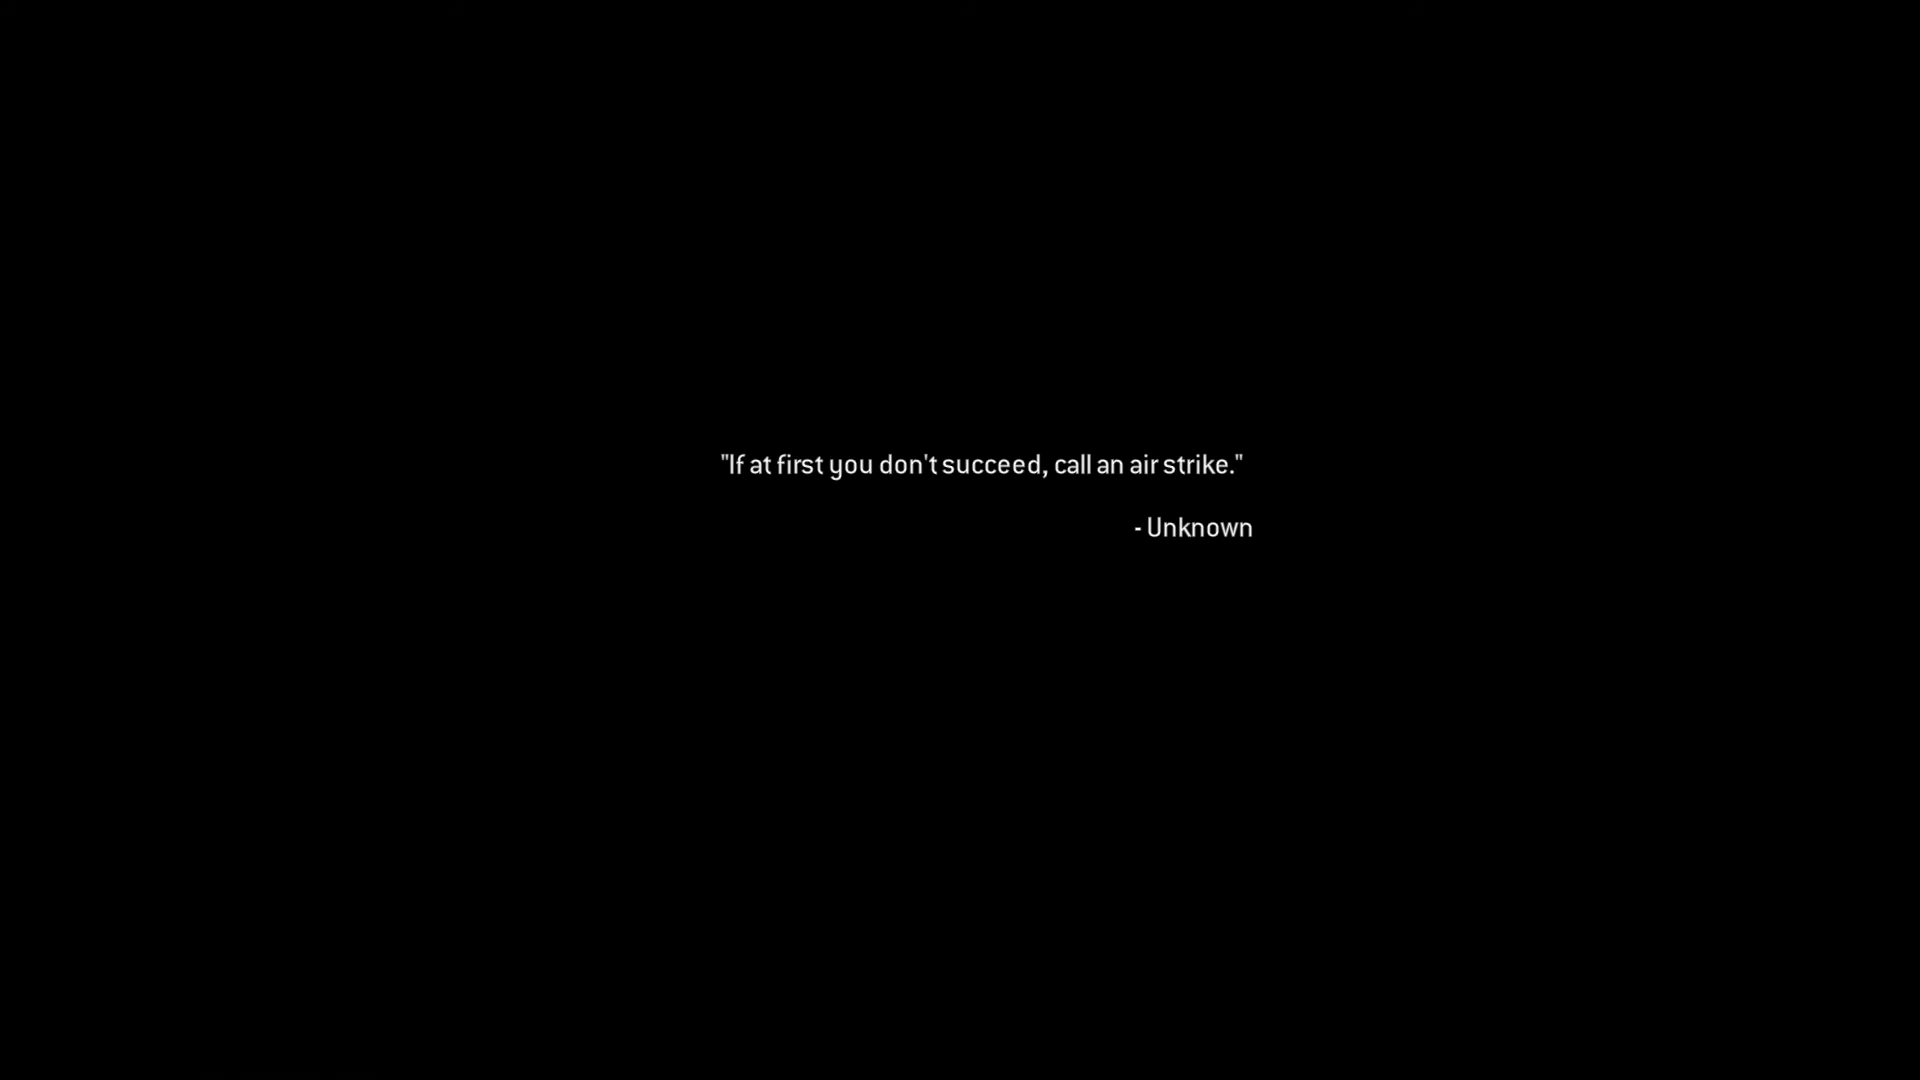 "If at first you don't succeed, call an air strike."
- Unknown